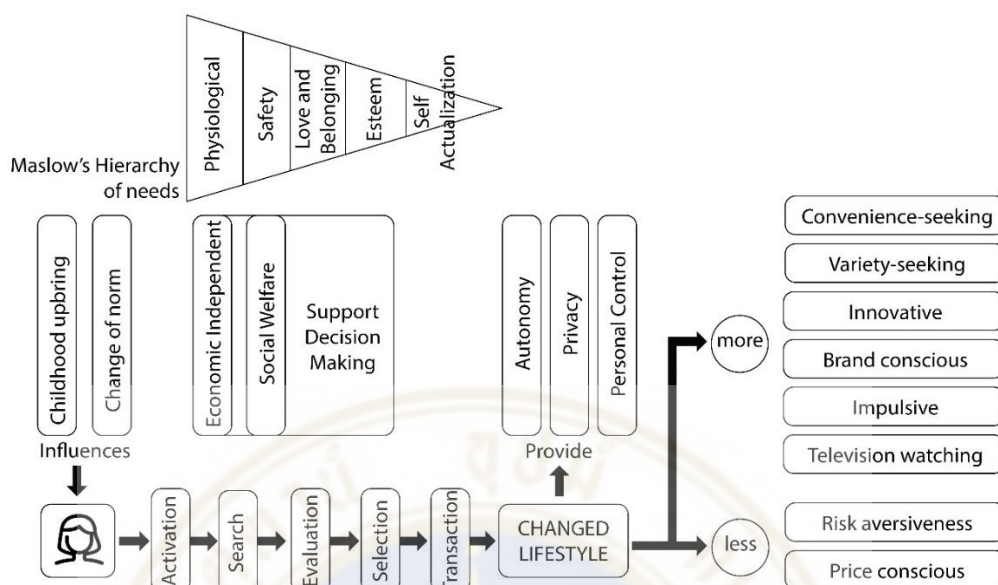 Physiological
Safety
Love and
Belonging
Esteem
Self
Actualization
Maslow's Hierarchy
of needs
Childhood upbring
Change of norm
Influences
Economic Independent
Social Welfare
Support
Decision
Making
Autonomy
Privacy
Personal Control
Provide
more
Convenience-seeking
Variety-seeking
Innovative
Brand conscious
Impulsive
Television watching
Activation
Search
Evaluation
Selection
Transaction
CHANGED
LIFESTYLE
less
Risk aversiveness
Price conscious